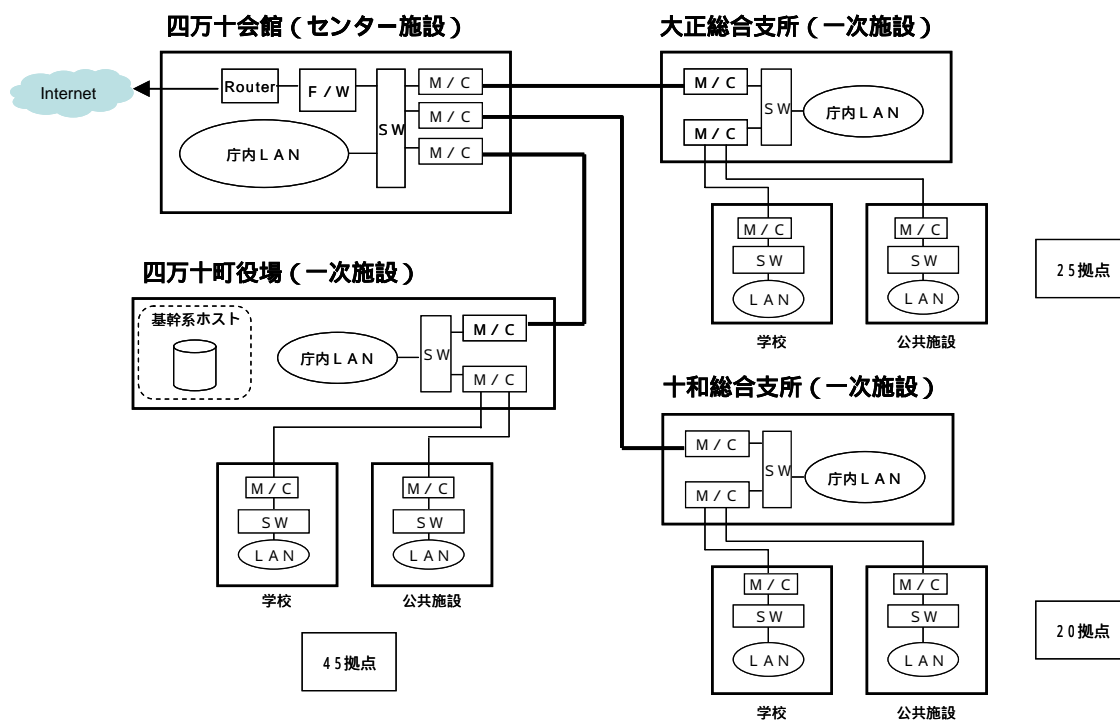 四万十会館（センター施設）
Internet
Router
Ｆ／Ｗ
ＳＷ
Ｍ／Ｃ
Ｍ／Ｃ
Ｍ／Ｃ
庁内ＬＡＮ
大正総合支所（一次施設）
Ｍ／Ｃ
Ｍ／Ｃ
ＳＷ
庁内ＬＡＮ
Ｍ／Ｃ
ＳＷ
ＬＡＮ
学校
Ｍ／Ｃ
ＳＷ
ＬＡＮ
公共施設
２５拠点
四万十町役場（一次施設）
基幹系ホスト
庁内ＬＡＮ
ＳＷ
Ｍ／Ｃ
Ｍ／Ｃ
Ｍ／Ｃ
ＳＷ
ＬＡＮ
学校
Ｍ／Ｃ
ＳＷ
ＬＡＮ
公共施設
４５拠点
十和総合支所（一次施設）
Ｍ／Ｃ
Ｍ／Ｃ
ＳＷ
庁内ＬＡＮ
Ｍ／Ｃ
ＳＷ
ＬＡＮ
学校
Ｍ／Ｃ
ＳＷ
ＬＡＮ
公共施設
２０拠点